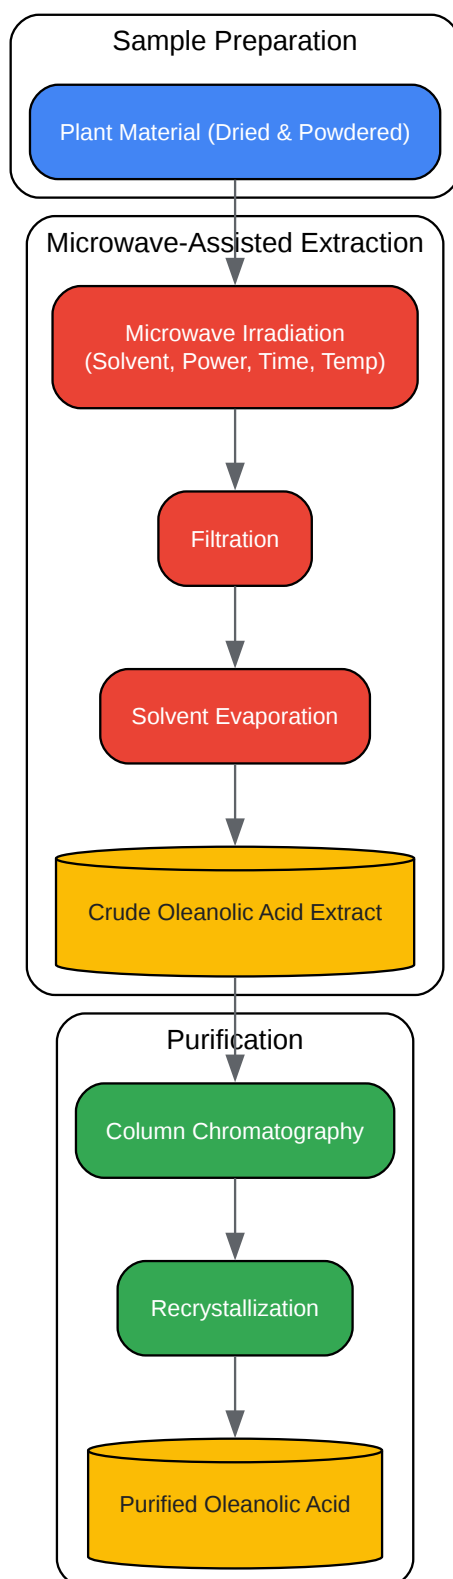 Sample Preparation
Plant Material (Dried & Powdered)
Microwave-Assisted Extraction
Microwave Irradiation
(Solvent, Power, Time, Temp)
Filtration
Solvent Evaporation
Crude Oleanolic Acid Extract
Purification
Column Chromatography
Recrystallization
Purified Oleanolic Acid